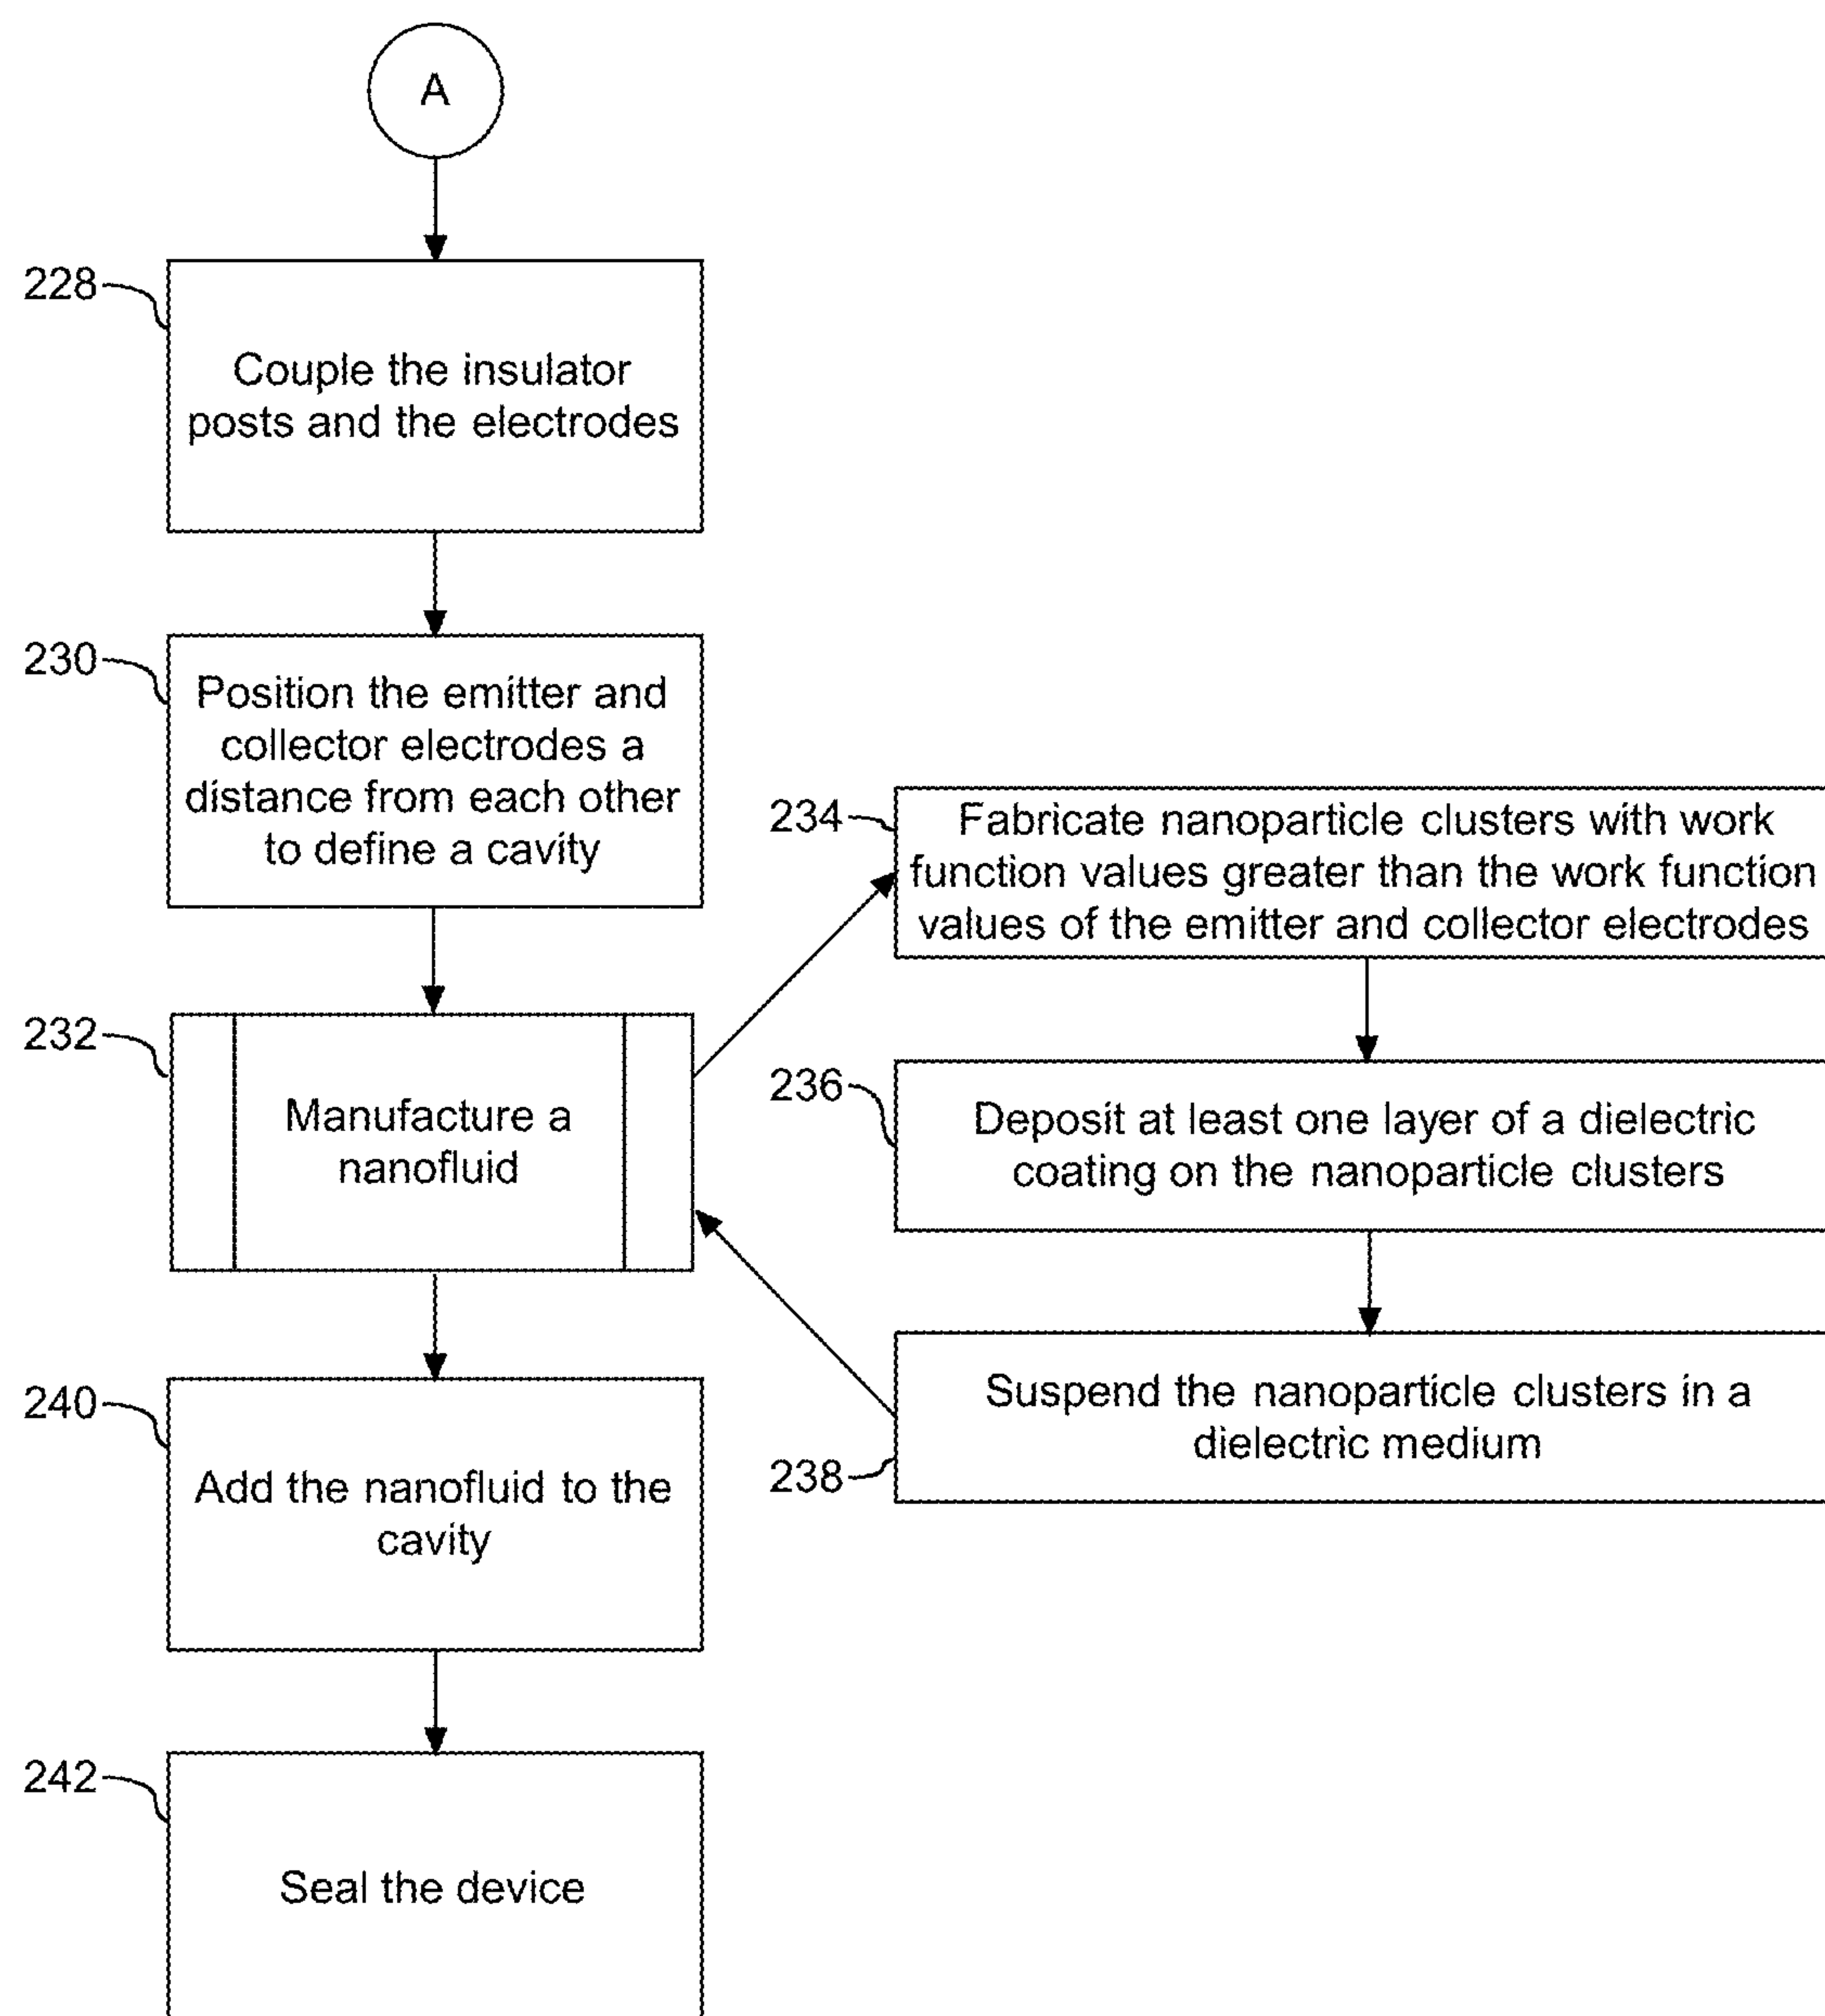 A
228
Couple the insulator
posts and the electrodes
230
Position the emitter and
collector electrodes a
distance from each other
to define a cavity
232
Manufacture a
nanofluid
234
Fabricate nanoparticle clusters with work
function values greater than the work function
values of the emitter and collector electrodes
236
Deposit at least one layer of a dielectric
coating on the nanoparticle clusters
238
Suspend the nanoparticle clusters in a
dielectric medium
240
Add the nanofluid to the
cavity
242
Seal the device